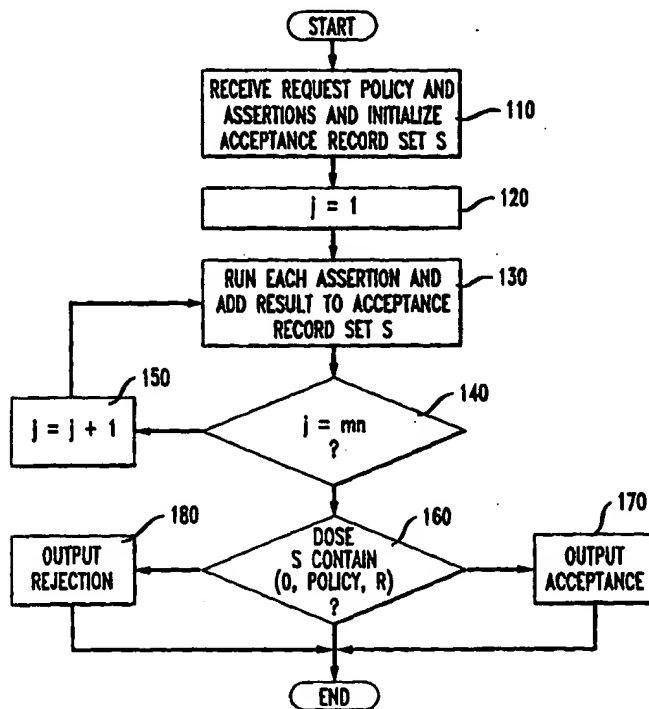 START
RECEIVE REQUEST POLICY AND
ASSERTIONS AND INITIALIZE
ACCEPTANCE RECORD SET S
110
j = 1
120
RUN EACH ASSERTION AND
ADD RESULT TO ACCEPTANCE
RECORD SET S
130
150
j = j + 1
j = mn
?
140
180
OUTPUT
REJECTION
DOSE
S CONTAIN
(0, POLICY, R)
?
160
170
OUTPUT
ACCEPTANCE
END